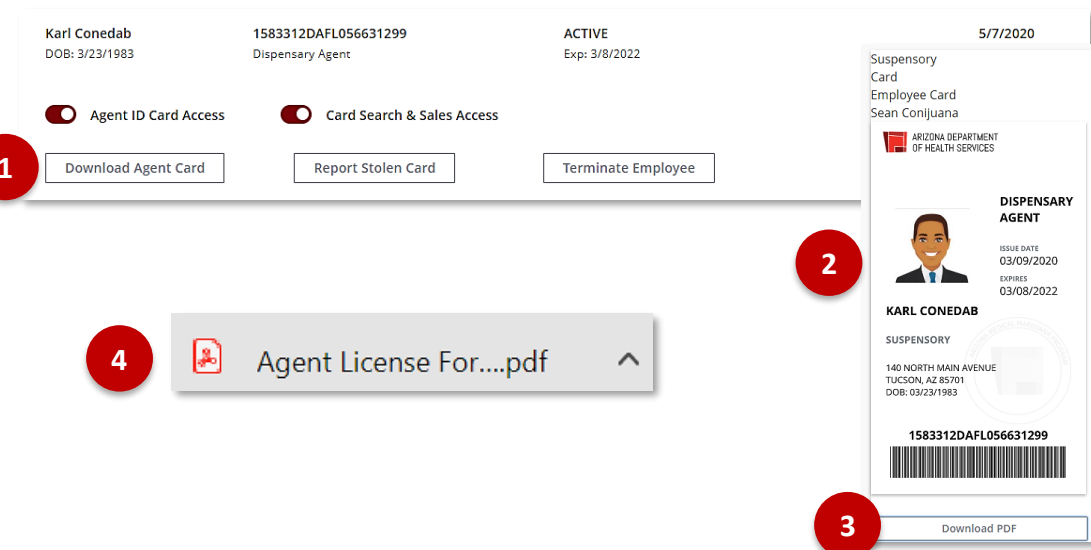 Karl Conedab
1583312DAFL056631299
ACTIVE
5/7/2020
DOB: 3/23/1983
Dispensary Agent
Exp: 3/8/2022
Agent ID Card Access
Card Search & Sales Access
1
Download Agent Card
Report Stolen Card
Terminate Employee
Suspensory
Card
Employee Card
Sean Conijuana
ARIZONA DEPARTMENT
OF HEALTH SERVICES
DISPENSARY
AGENT
ISSUE DATE
03/09/2020
EXPIRES
03/08/2022
2
KARL CONEDAB
SUSPENSORY
140 NORTH MAIN AVENUE
TUCSON, AZ 85701
DOB: 03/23/1983
1583312DAFL056631299
3
Download PDF
4
Agent License For....pdf